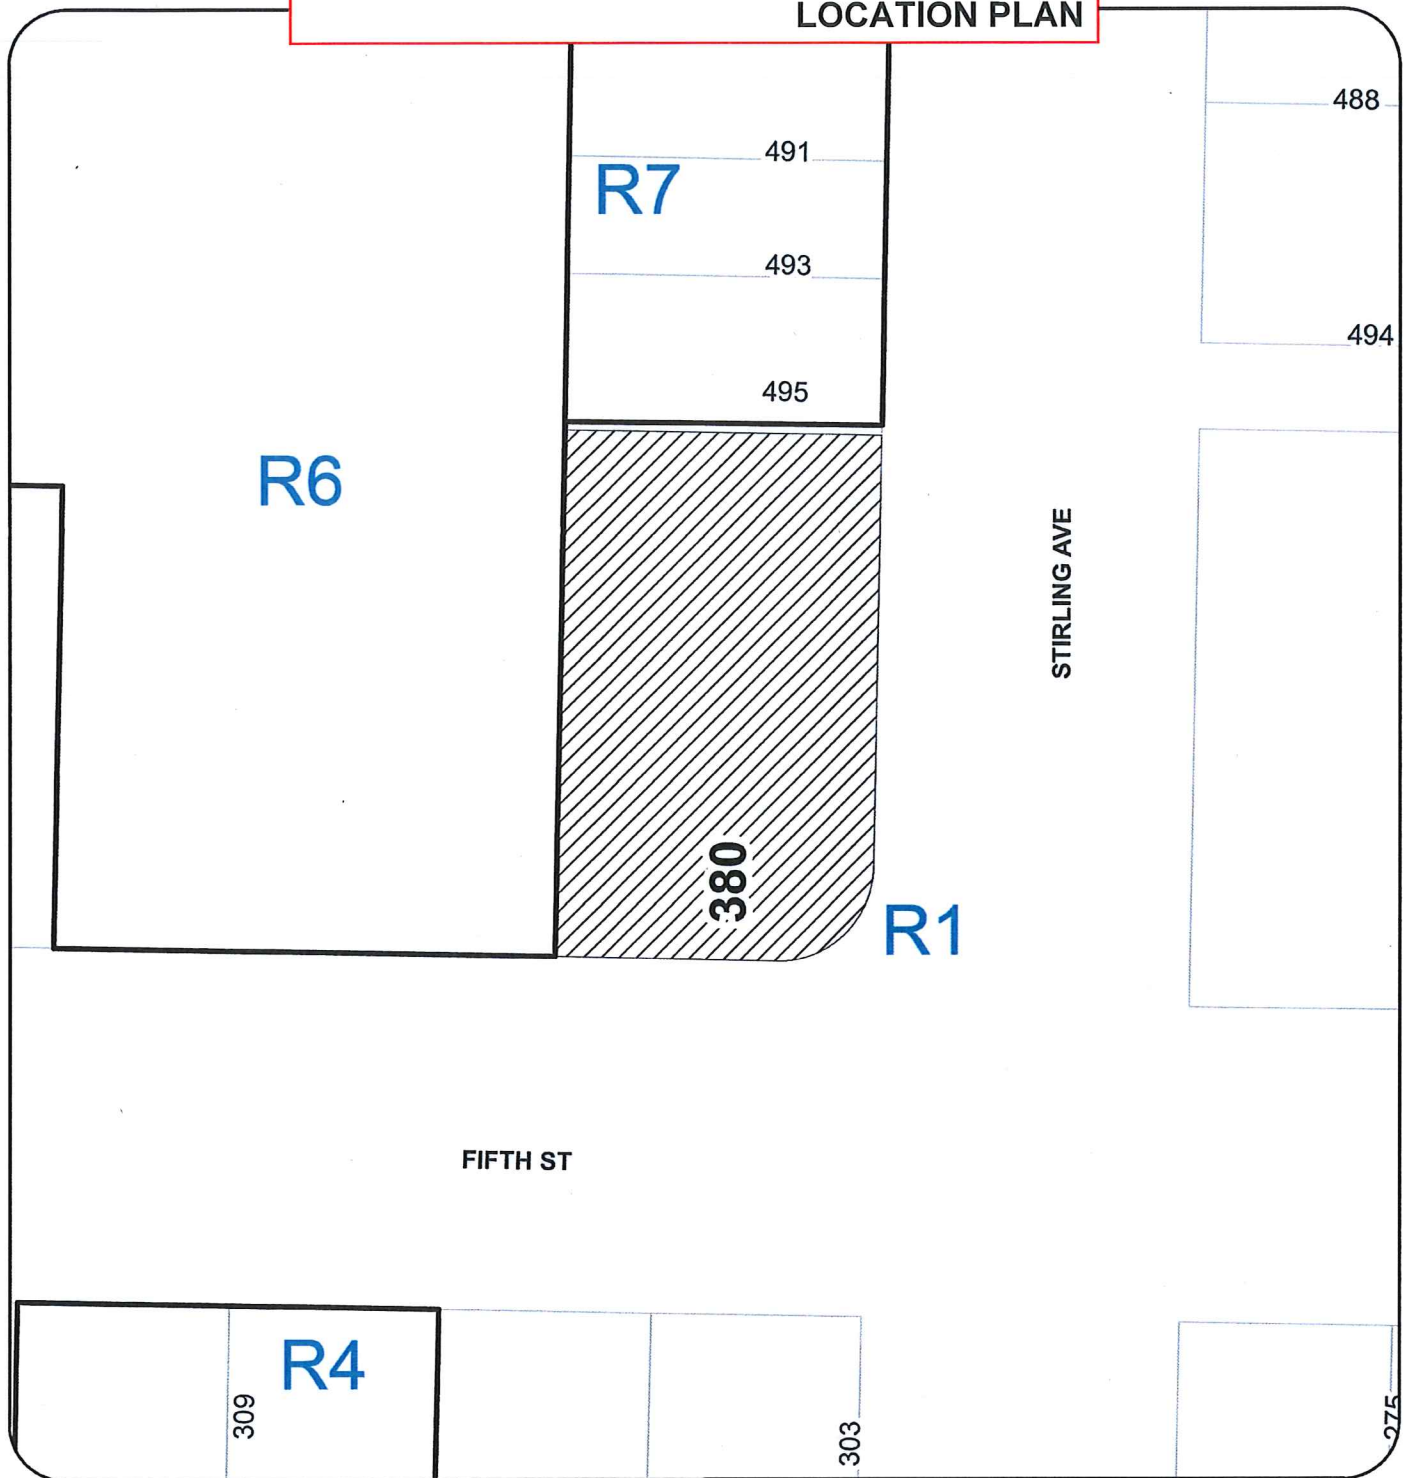 LOCATION PLAN
488
491
R7
493
494
495
R6
STIRLING AVE
380
R1
FIFTH ST
R4
309
303
275